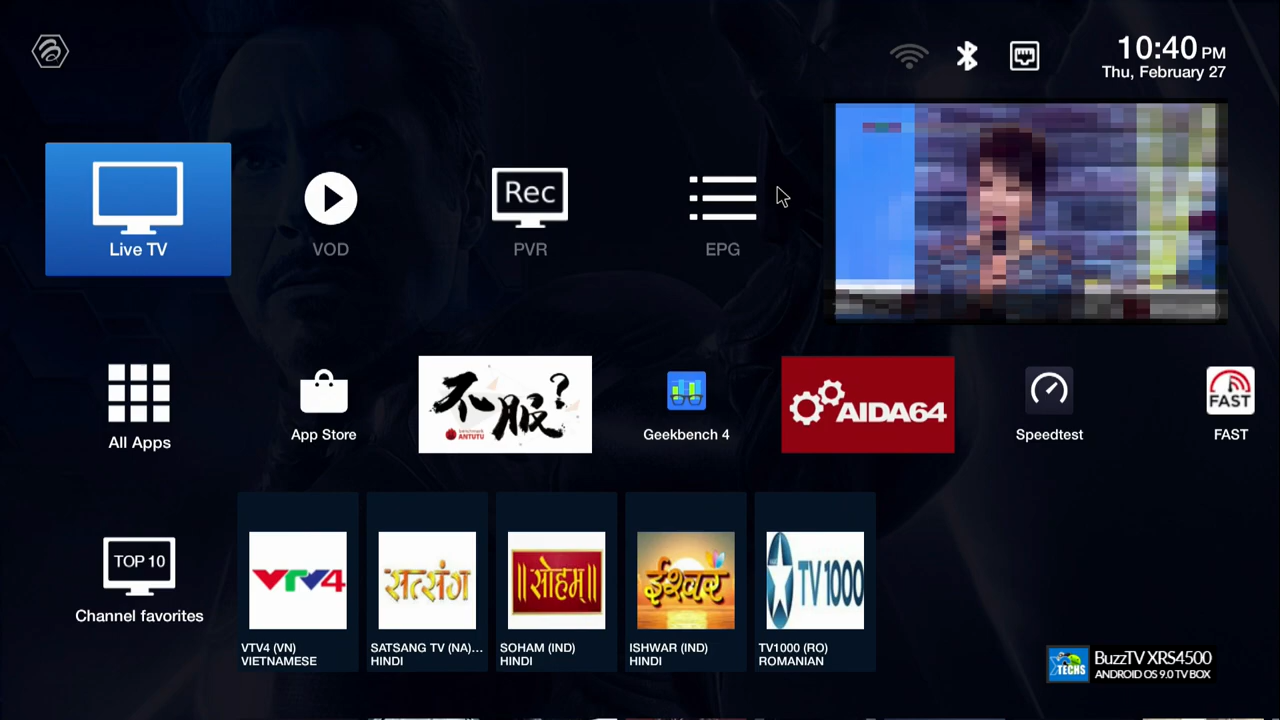 10:40 PM
Thu, February 27
Live TV
VOD
Rec
PVR
EPG
All Apps
App Store
不服?
benchmark
ANTUTU
Geekbench 4
AIDA64
Speedtest
FAST
FAST
TOP 10
Channel favorites
VTV4
VTV4 (VN)
VIETNAMESE
सत्संग
SATSANG TV (NA)...
HINDI
॥सोहम्॥
SOHAM (IND)
HINDI
ईश्वर
ISHWAR (IND)
HINDI
TV1000
TV1000 (RO)
ROMANIAN
TECHS
BuzzTV XRS4500
ANDROID OS 9.0 TV BOX